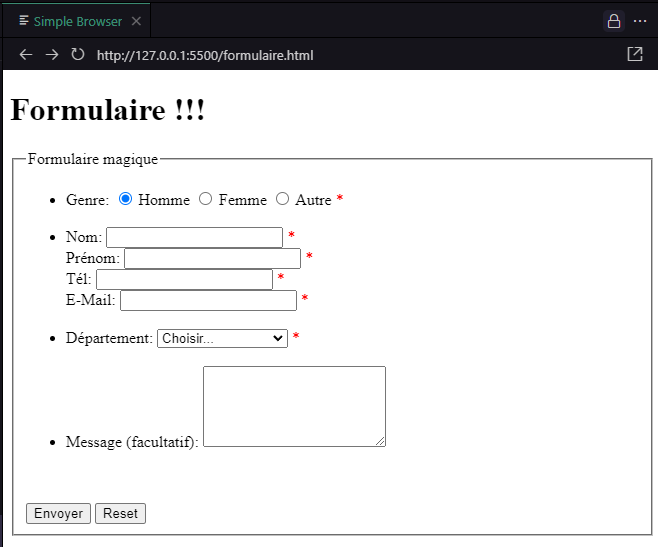 Simple Browser
http://127.0.0.1:5500/formulaire.html
Formulaire !!!
Formulaire magique
Genre: Homme Femme Autre *
Nom: *
Prénom: *
Tél: *
E-Mail: *
Département: Choisir... *
Message (facultatif):
Envoyer Reset